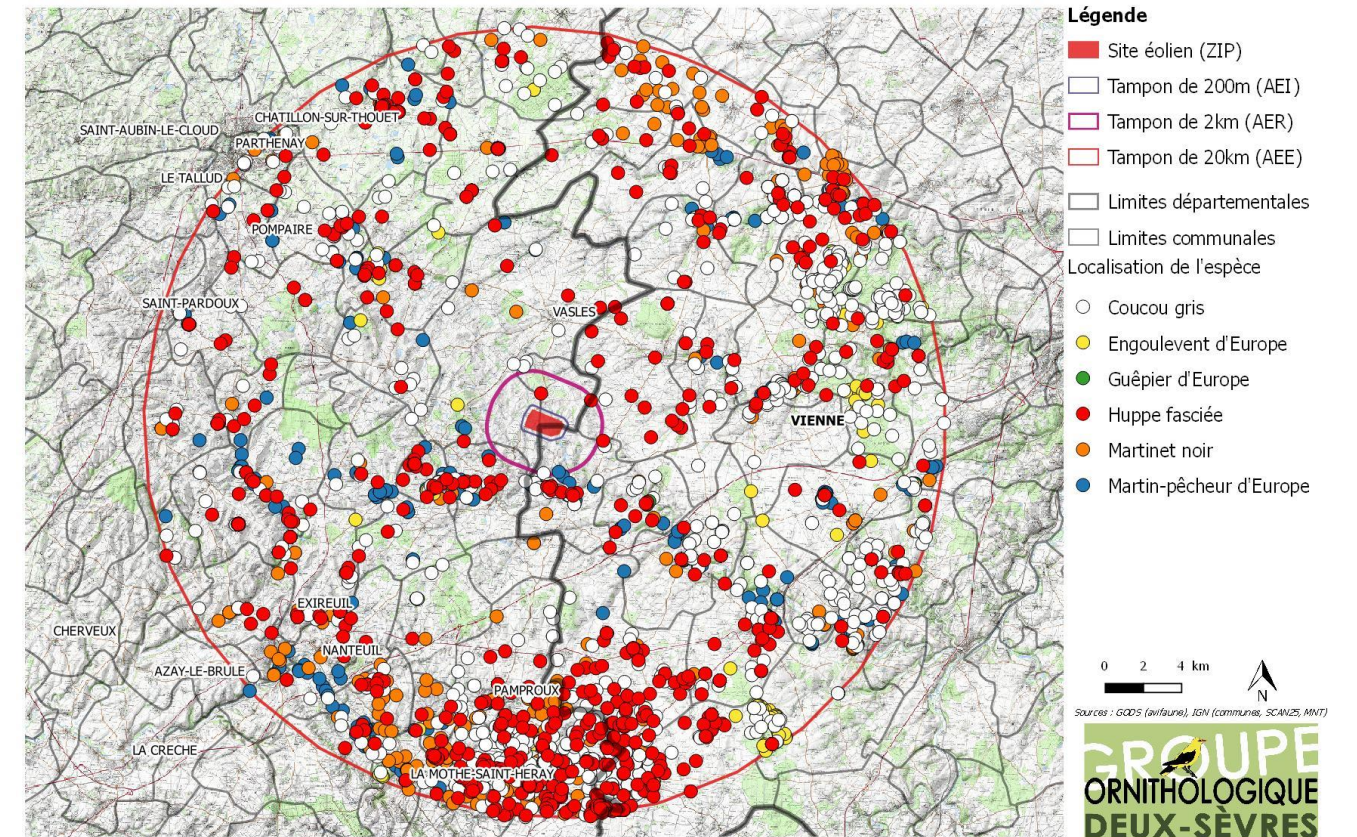 CHATILLON-SUR-THOUET
SAINT-AUBIN-LE-CLOUD
PARTHENAY
LE TALLUD
POMPAIRE
SAINT-PARDOUX
VASLES
VIENNE
EXIREUIL
CHERVEUX
NANTEUIL
AZAY-LE-BRULE
PAMPROUX
LA CRECHE
LA MOTHE-SAINT-HERAY
Légende
Site éolien (ZIP)
Tampon de 200m (AEI)
Tampon de 2km (AER)
Tampon de 20km (AEE)
Limites départementales
Limites communales
Localisation de l'espèce
Coucou gris
Engoulevent d'Europe
Guêpier d'Europe
Huppe fasciée
Martinet noir
Martin-pêcheur d'Europe
0 2 4 km
N
Sources : GODS (avifaune), IGN (communes, SCAN25, MNT)
GROUPE
ORNITHOLOGIQUE
DEUX-SÈVRES